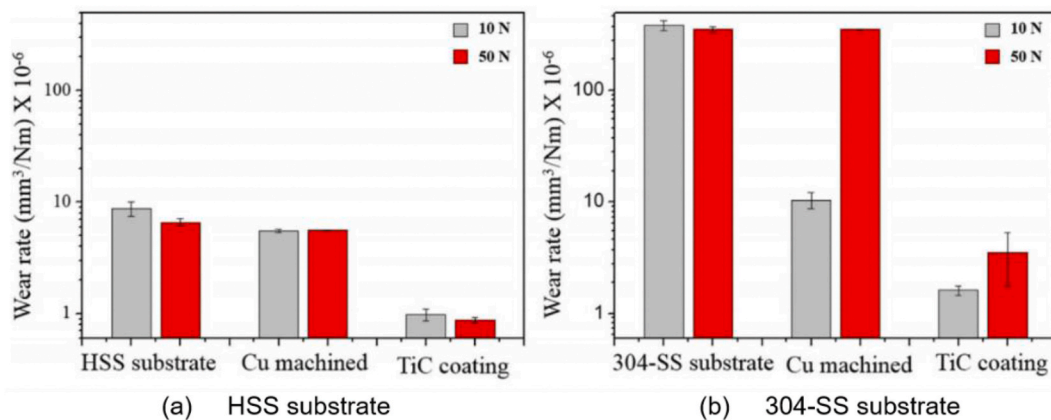 10 N
50 N
Wear rate (mm³/Nm) X 10⁻⁶
100
10
1
HSS substrate Cu machined TiC coating
(a) HSS substrate
10 N
50 N
Wear rate (mm³/Nm) X 10⁻⁶
100
10
1
304-SS substrate Cu machined TiC coating
(b) 304-SS substrate